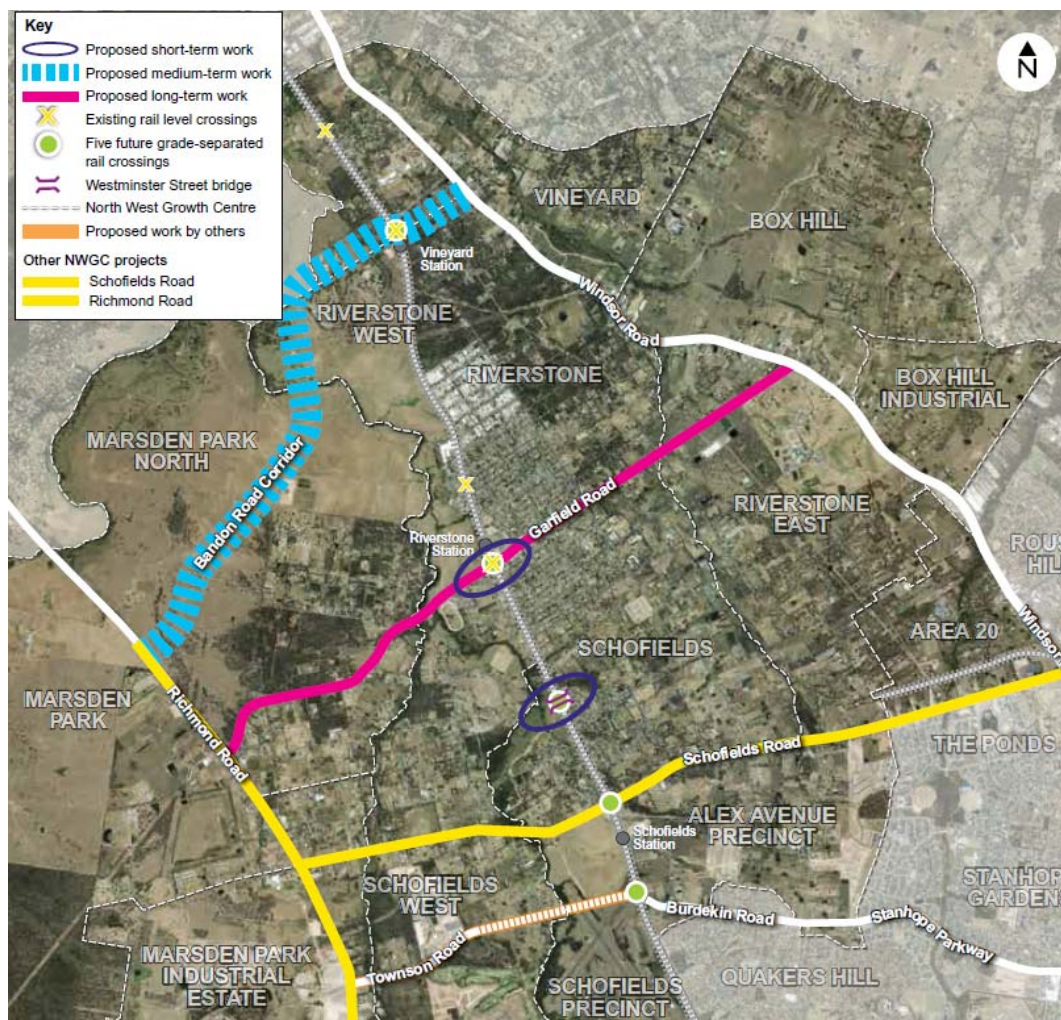 Key
Proposed short-term work
Proposed medium-term work
Proposed long-term work
Existing rail level crossings
Five future grade-separated
rail crossings
Westminster Street bridge
North West Growth Centre
Proposed work by others
Other NWGC projects
Schofields Road
Richmond Road
N
VINEYARD
BOX HILL
Vineyard
Station
RIVERSTONE
WEST
Windsor Road
RIVERSTONE
BOX HILL
INDUSTRIAL
MARSDEN PARK
NORTH
Bandon Road Corridor
Garfield Road
RIVERSTONE
EAST
Riverstone
Station
ROUS
HIL
AREA 20
Windsor
SCHOFIELDS
MARSDEN
PARK
Richmond Road
Schofields Road
THE PONDS
ALEX AVENUE
PRECINCT
Schofields
Station
SCHOFIELDS
WEST
STANHOP
GARDENS
Burdekin Road
Stanhope Parkway
Townson Road
MARSDEN PARK
INDUSTRIAL
ESTATE
SCHOFIELDS
PRECINCT
QUAKERS HILL